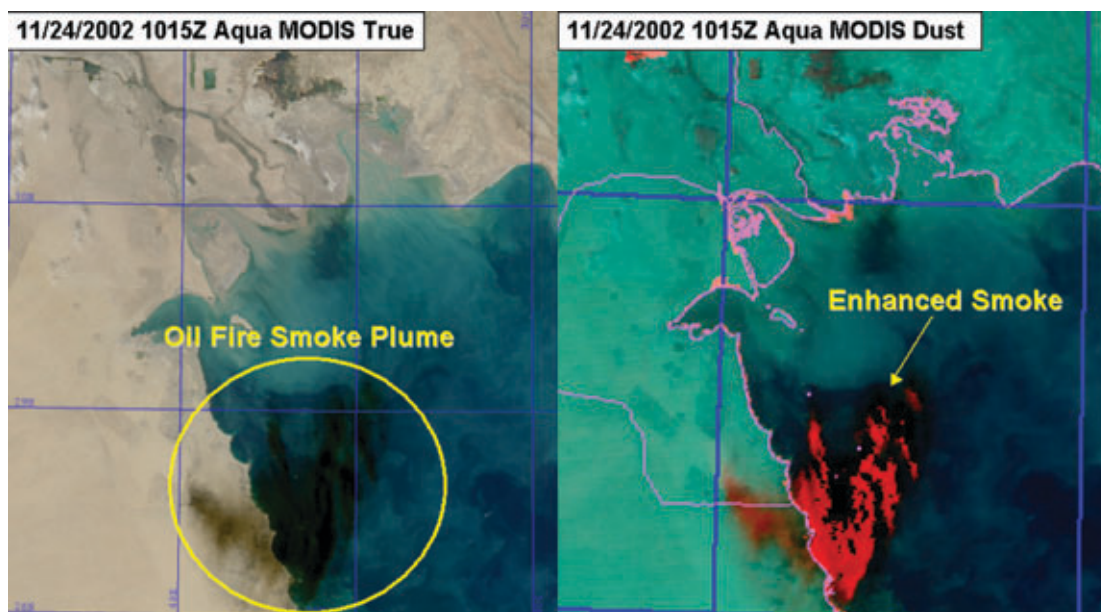 11/24/2002 1015Z Aqua MODIS True
11/24/2002 1015Z Aqua MODIS Dust
Enhanced Smoke
Oil Fire Smoke Plume